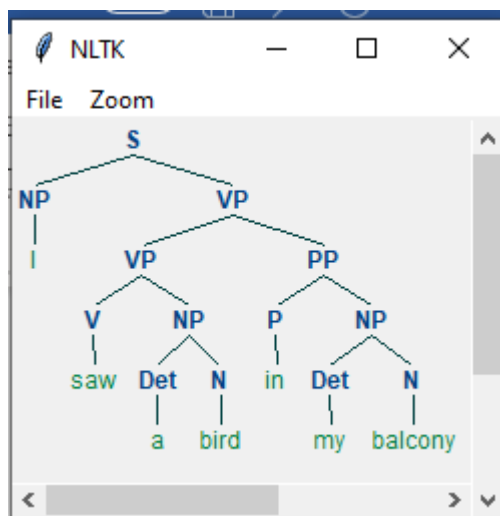 NLTK
File Zoom
S
NP VP
I VP PP
V NP P NP
saw Det N in Det N
a bird my balcony